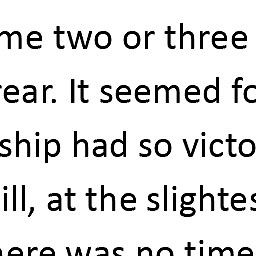 me two or three
rear. It seemed fo
ship had so victo
ill, at the slightes
here was no time